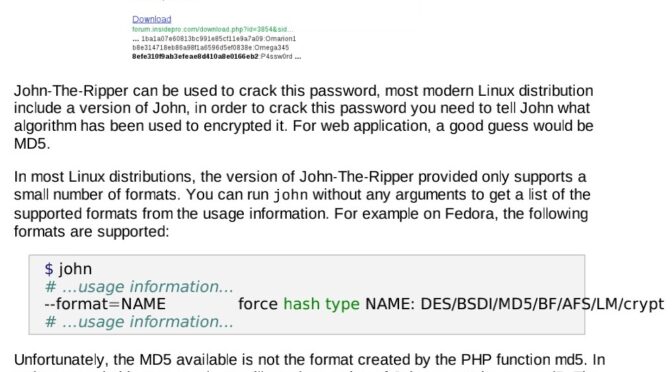 Download
forum.insidepro.com/download.php?id=3854&sid...
... 1ba1a07e60813bc991e85cf11e9a7a09:Omarion1
b8e314718eb86a98f1a6596d5ef0838e:Omega345
8efe310f9ab3efeae8d410a8e0166eb2:P4ssw0rd ...
John-The-Ripper can be used to crack this password, most modern Linux distribution
include a version of John, in order to crack this password you need to tell John what
algorithm has been used to encrypted it. For web application, a good guess would be
MD5.
In most Linux distributions, the version of John-The-Ripper provided only supports a
small number of formats. You can run john without any arguments to get a list of the
supported formats from the usage information. For example on Fedora, the following
formats are supported:
$ john
# ...usage information...
--format=NAME force hash type NAME: DES/BSDI/MD5/BF/AFS/LM/crypt
# ...usage information...
Unfortunately, the MD5 available is not the format created by the PHP function md5. In